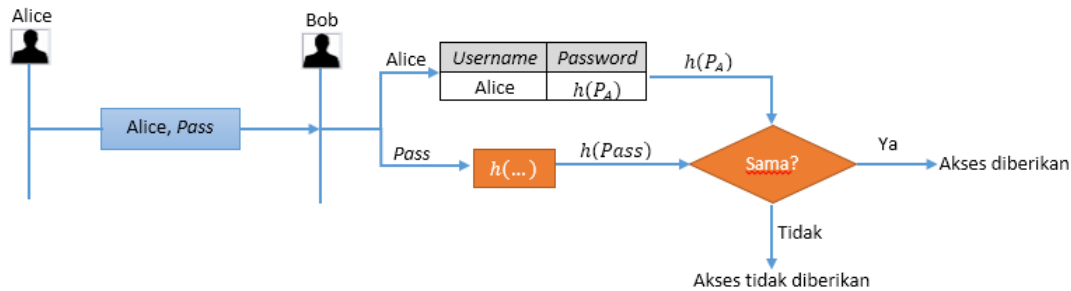 Alice
Bob
Alice, Pass
Alice
Username Password
Alice h(P_A)
h(P_A)
Pass
h(...)
h(Pass)
Sama?
Ya
Akses diberikan
Tidak
Akses tidak diberikan